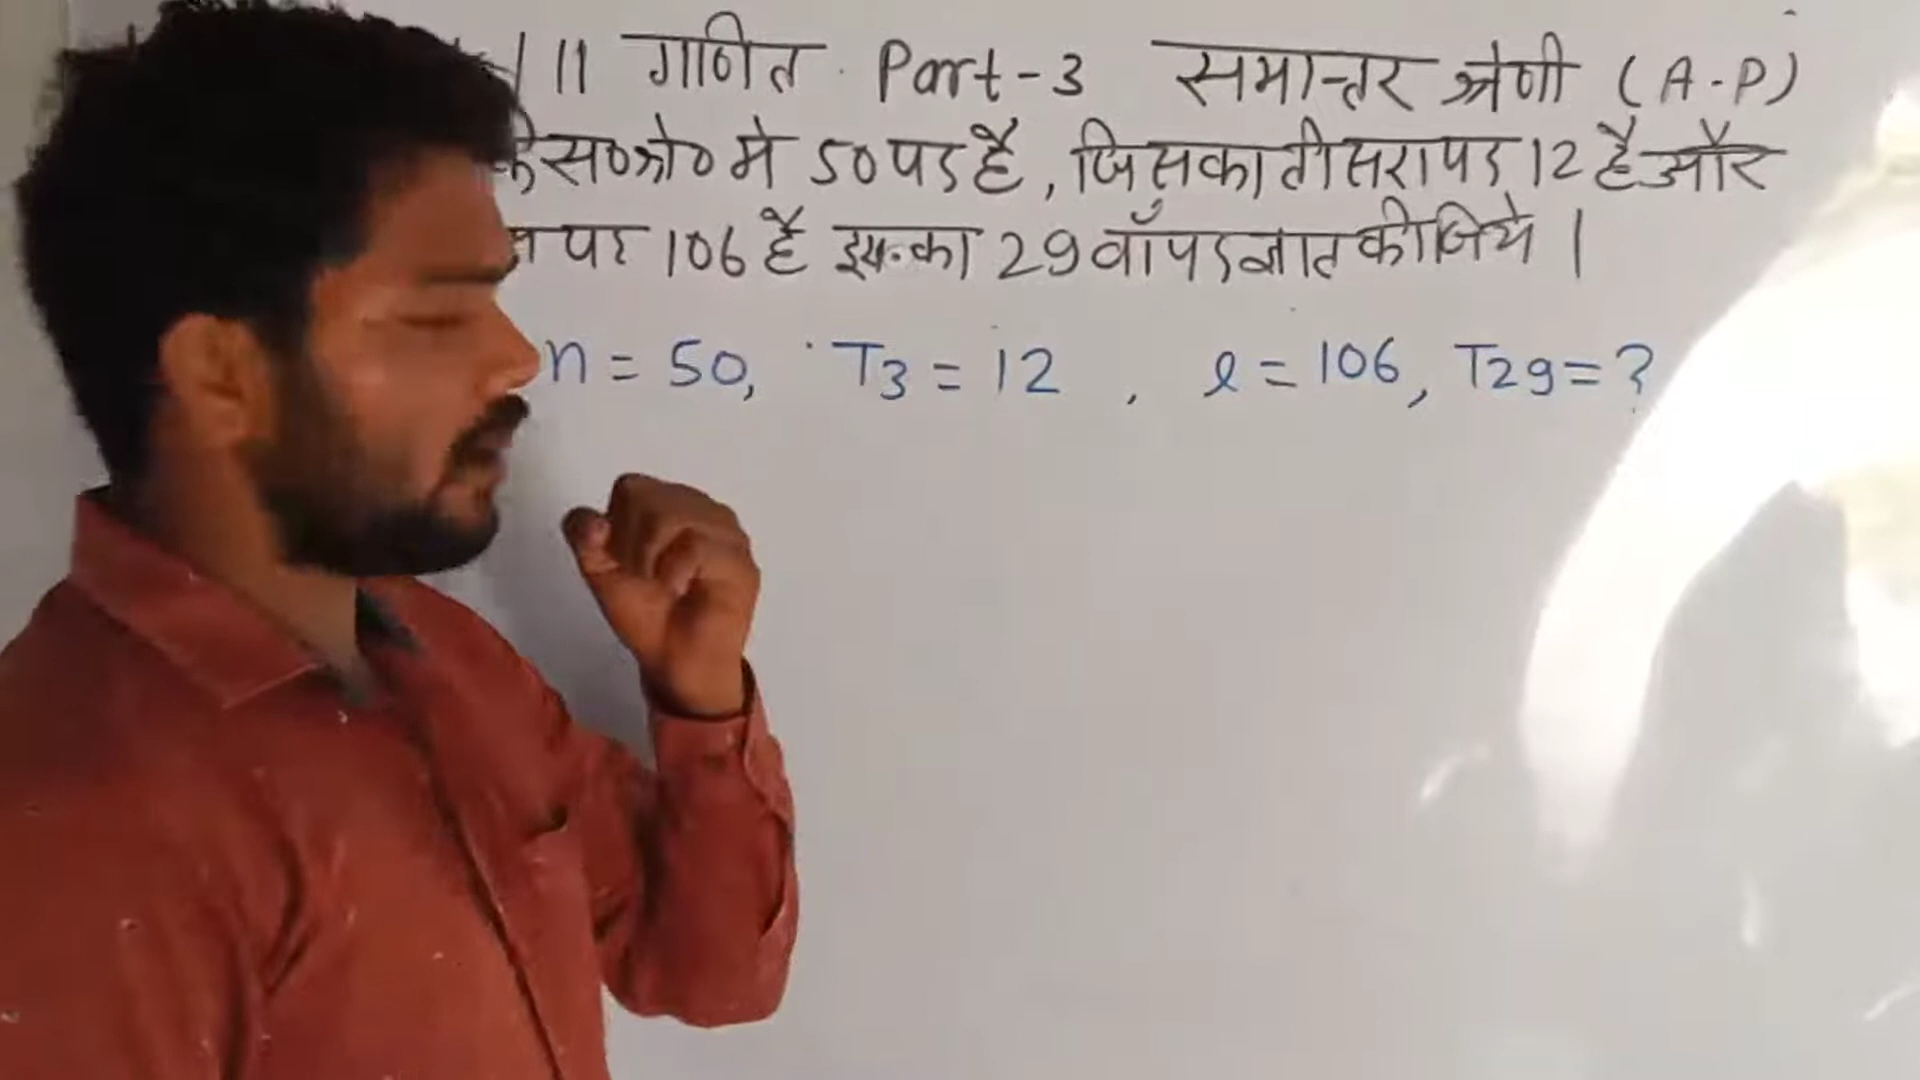 11 गणित Part-3 समान्तर श्रेणी (A.P)
स०श्रे० मे 50 पद है, जिसका तीसरा पद 12 है और
पद 106 है इसका 29 वाँ पद ज्ञात कीजिये ।
n = 50, T3 = 12 , l = 106, T29 = ?